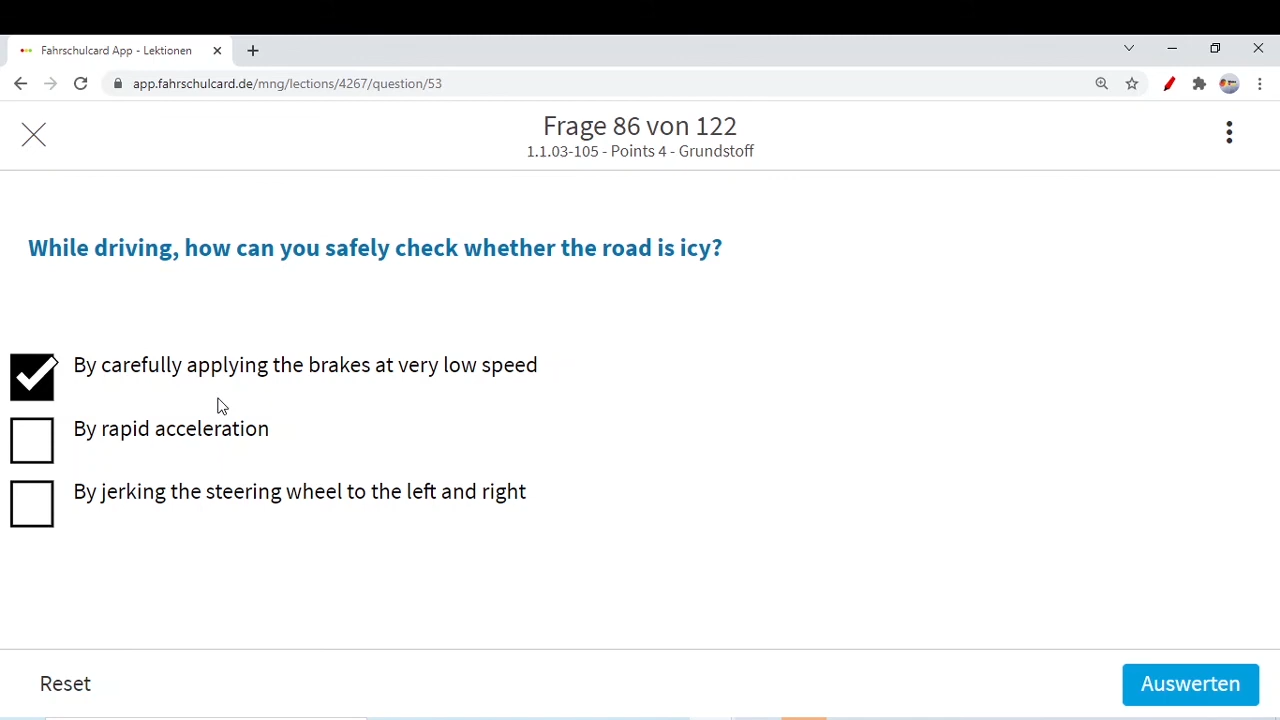 Fahrschulcard App - Lektionen
app.fahrschulcard.de/mng/lections/4267/question/53
Frage 86 von 122
1.1.03-105 - Points 4 - Grundstoff
While driving, how can you safely check whether the road is icy?
By carefully applying the brakes at very low speed
By rapid acceleration
By jerking the steering wheel to the left and right
Reset
Auswerten